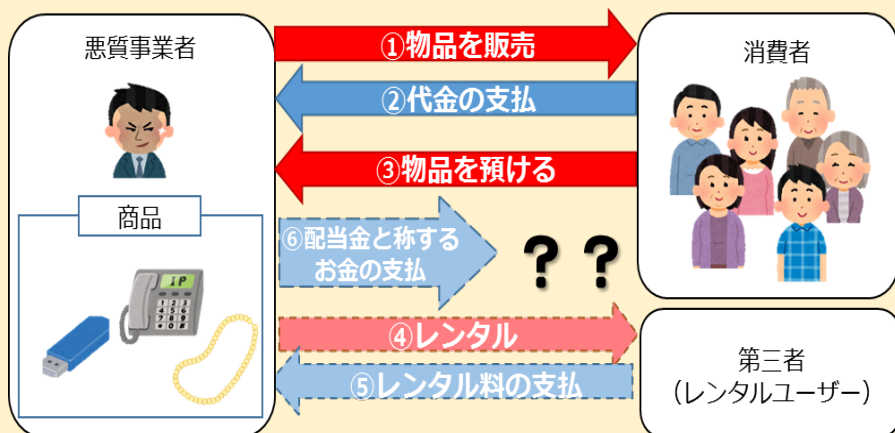 悪質事業者
①物品を販売
消費者
②代金の支払
③物品を預ける
商品
⑥配当金と称する
お金の支払
？？
IP
④レンタル
⑤レンタル料の支払
第三者
（レンタルユーザー）